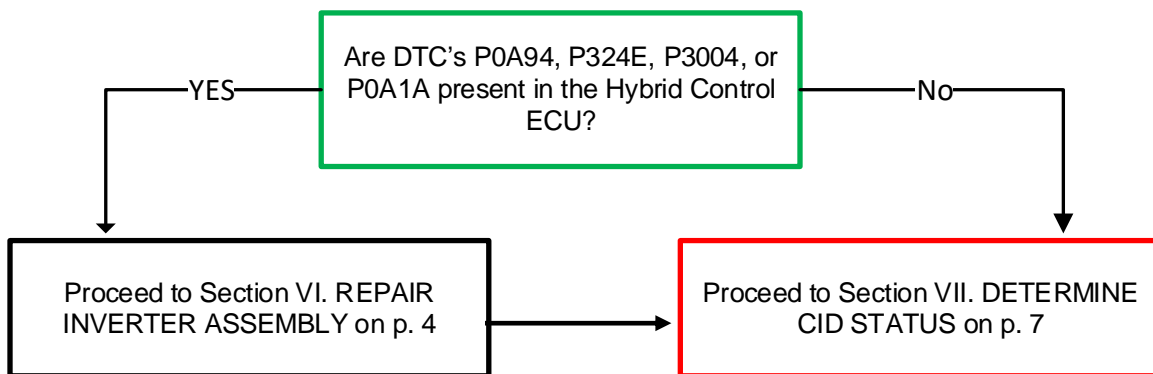 Are DTC's P0A94, P324E, P3004, or
P0A1A present in the Hybrid Control
ECU?
YES
No
Proceed to Section VI. REPAIR
INVERTER ASSEMBLY on p. 4
Proceed to Section VII. DETERMINE
CID STATUS on p. 7